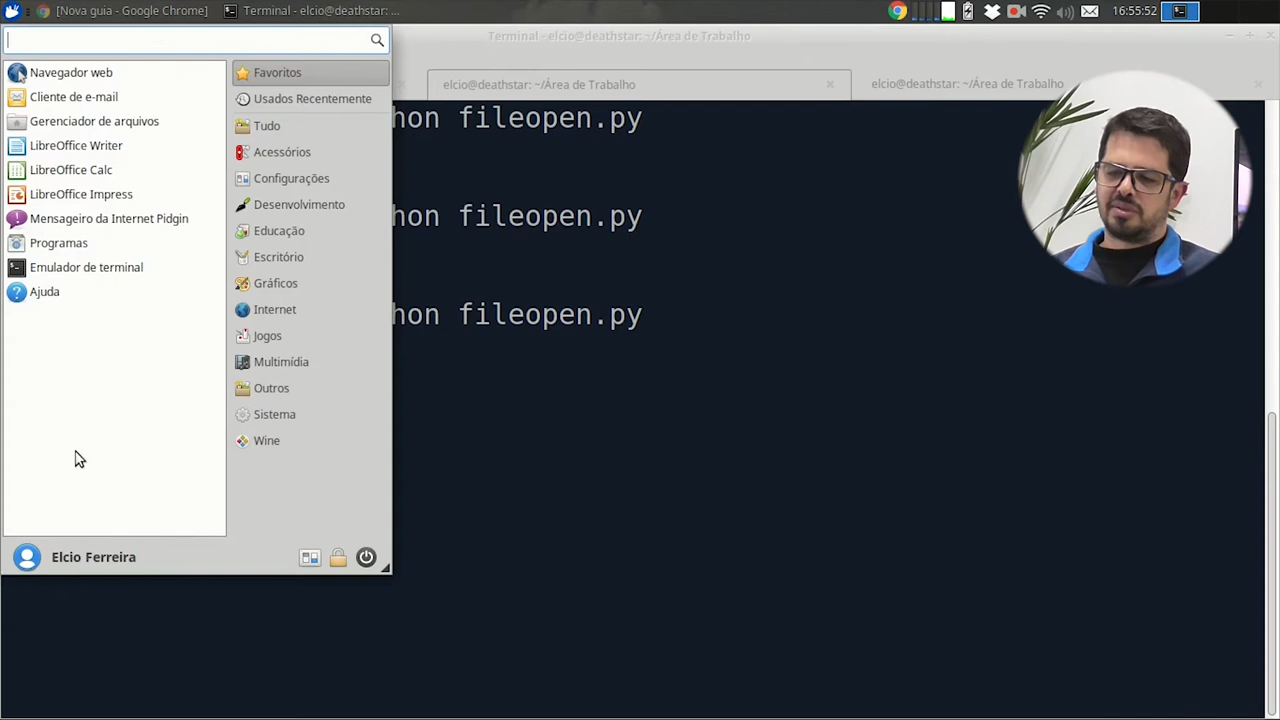 [Nova guia - Google Chrome]
Terminal - elcio@deathstar: ...
16:55:52
Terminal - elcio@deathstar: ~/Área de Trabalho
elcio@deathstar: ~/Área de Trabalho
elcio@deathstar: ~/Área de Trabalho
Navegador web
Cliente de e-mail
Gerenciador de arquivos
LibreOffice Writer
LibreOffice Calc
LibreOffice Impress
Mensageiro da Internet Pidgin
Programas
Emulador de terminal
Ajuda
Favoritos
Usados Recentemente
Tudo
Acessórios
Configurações
Desenvolvimento
Educação
Escritório
Gráficos
Internet
Jogos
Multimídia
Outros
Sistema
Wine
Elcio Ferreira
hon fileopen.py
hon fileopen.py
hon fileopen.py